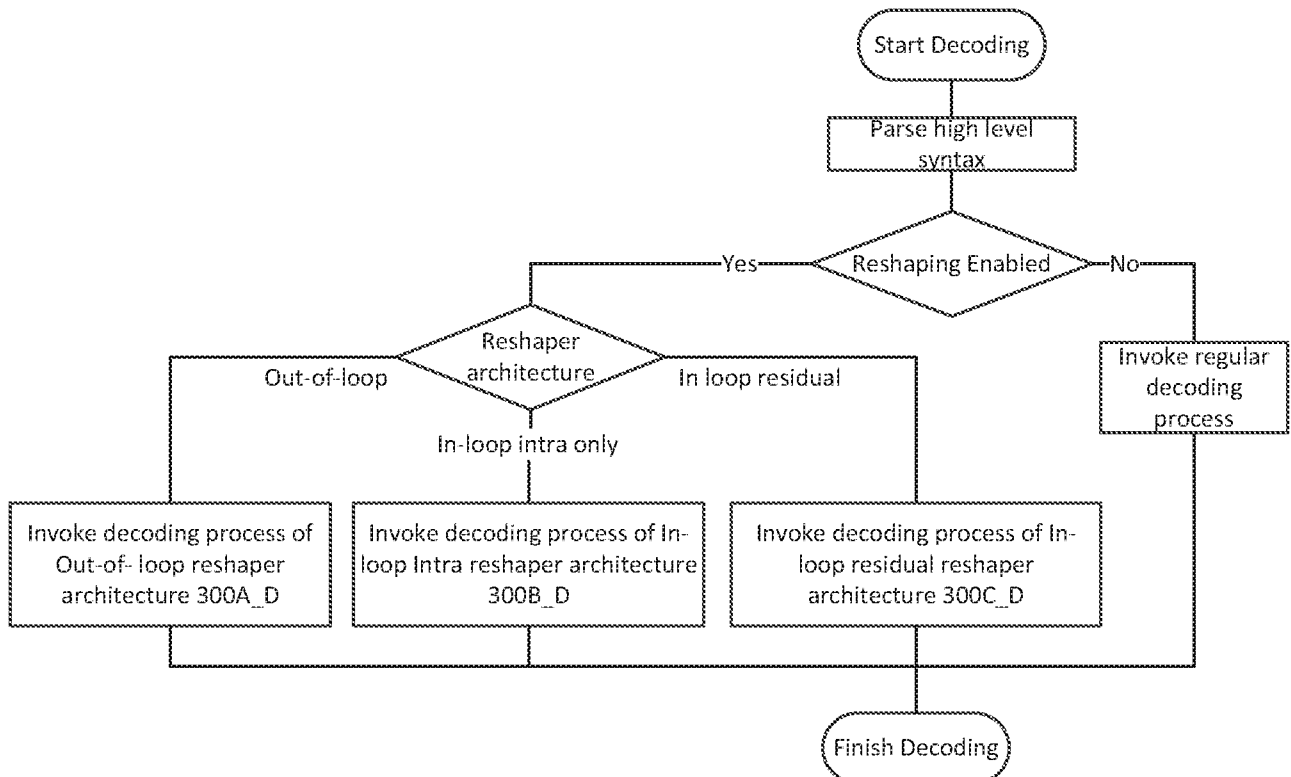 Start Decoding
Parse high level
syntax
Yes
Reshaping Enabled
No
Reshaper
architecture
Out-of-loop
In loop residual
In-loop intra only
Invoke regular
decoding
process
Invoke decoding process of
Out-of- loop reshaper
architecture 300A_D
Invoke decoding process of In-
loop Intra reshaper architecture
300B_D
Invoke decoding process of In-
loop residual reshaper
architecture 300C_D
Finish Decoding